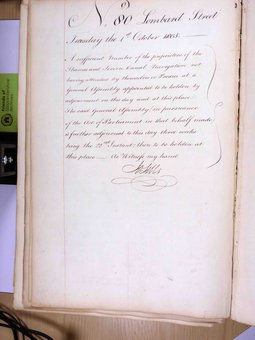 No. 80 Lombard Street
Tuesday the 1st October 1805.
A sufficient Number of the proprietors of the
Thames and Severn Canal Navigation not
having attended by themselves or Proxies at a
General Assembly appointed to be holden by
adjournment on this day and at this place —
The said General Assembly in pursuance
of the Act of Parliament in that behalf made
is further adjourned to this day three weeks
being the 22nd Instant then to be holden at
this place — As Witness my hand